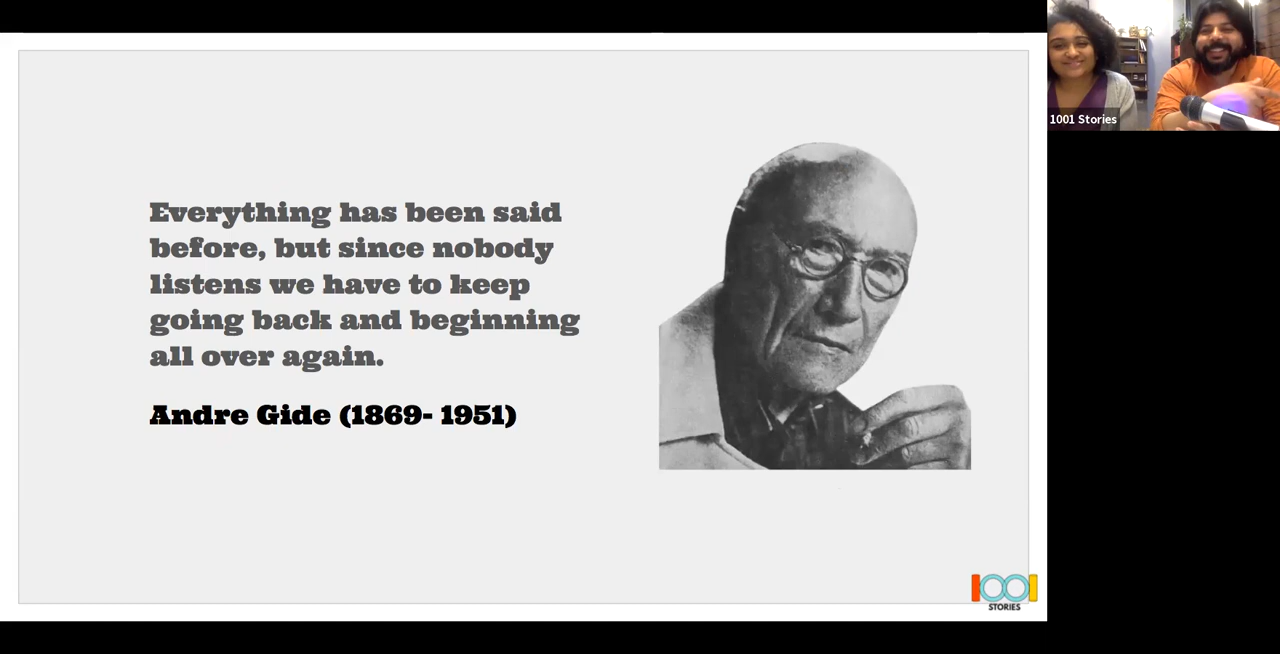 Everything has been said
before, but since nobody
listens we have to keep
going back and beginning
all over again.
Andre Gide (1869- 1951)
1001 Stories
1001
STORIES